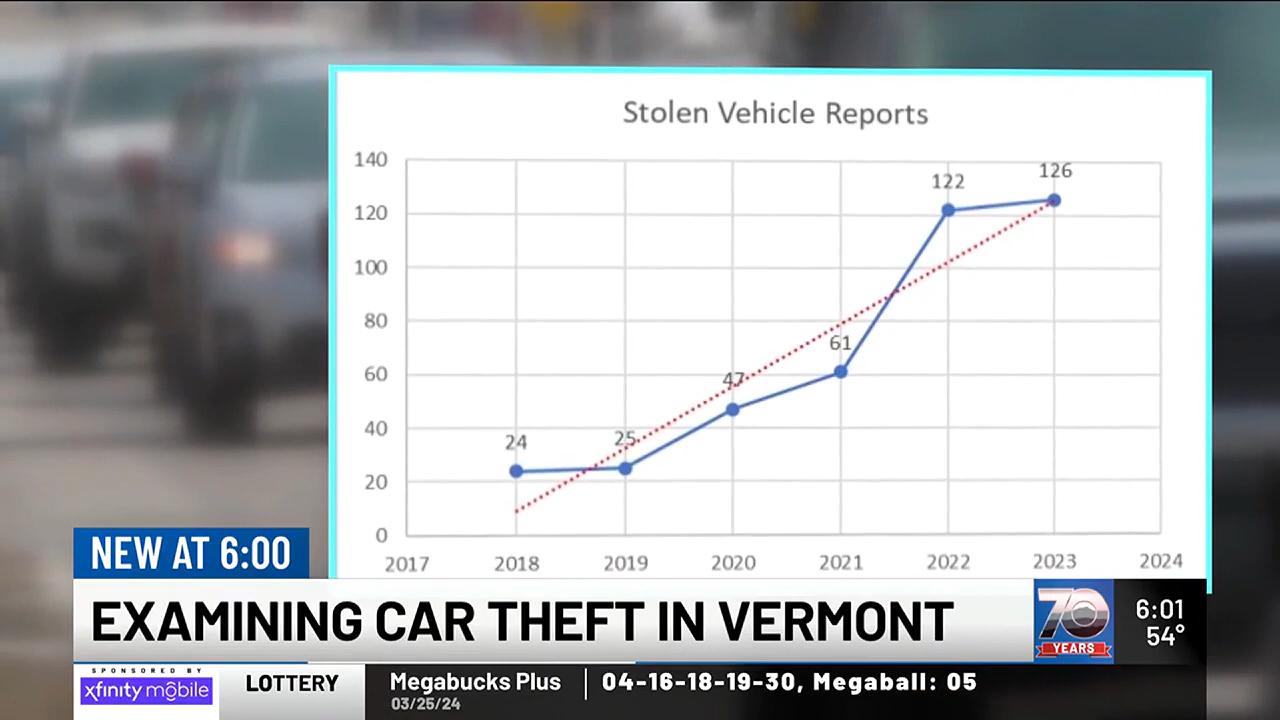 Stolen Vehicle Reports
140
120
100
80
60
40
20
0
24
25
47
61
122
126
2017 2018 2019 2020 2021 2022 2023 2024
NEW AT 6:00
EXAMINING CAR THEFT IN VERMONT
70
YEARS
6:01
54°
SPONSORED BY
xfinity mobile
LOTTERY
Megabucks Plus
03/25/24
04-16-18-19-30, Megaball: 05